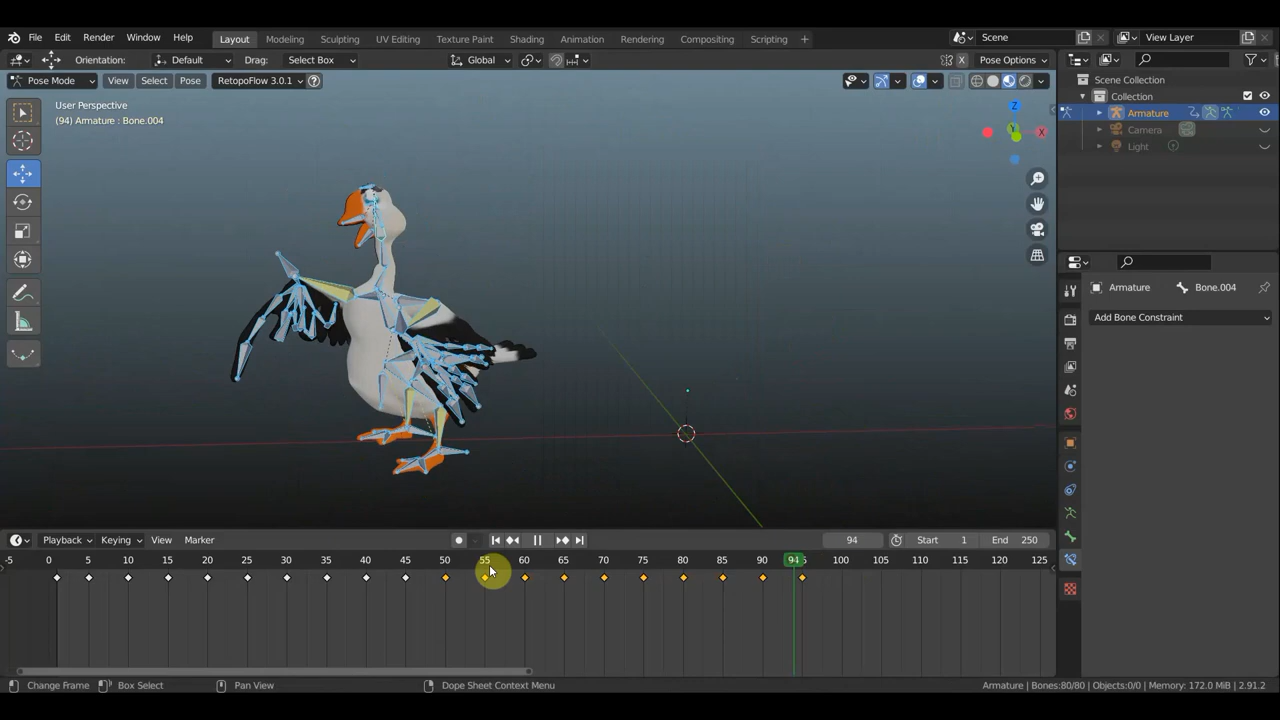 File Edit Render Window Help Layout Modeling Sculpting UV Editing Texture Paint Shading Animation Rendering Compositing Scripting + Scene View Layer
Orientation: Default Drag: Select Box Global Pose Options
Pose Mode View Select Pose RetopoFlow 3.0.1
Scene Collection
Collection
Armature
Camera
Light
User Perspective
(94) Armature : Bone.004
Z
Y
X
Armature Bone.004
Add Bone Constraint
Playback Keying View Marker 94 Start 1 End 250
-5 0 5 10 15 20 25 30 35 40 45 50 55 60 65 70 75 80 85 90 94 100 105 110 115 120 125
Change Frame Box Select Pan View Dope Sheet Context Menu Armature | Bones:80/80 | Objects:0/0 | Memory: 172.0 MiB | 2.91.2